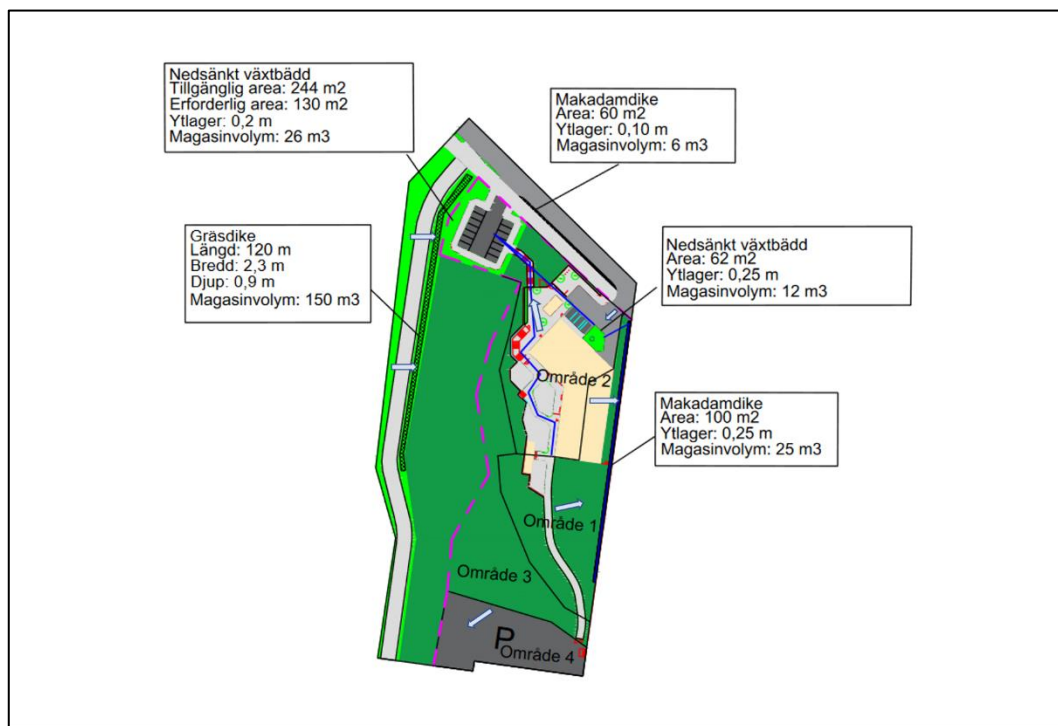 Nedsänkt växtbädd
Tillgänglig area: 244 m2
Erforderlig area: 130 m2
Ytlager: 0,2 m
Magasinvolym: 26 m3
Makadamdike
Area: 60 m2
Ytlager: 0,10 m
Magasinvolym: 6 m3
Gräsdike
Längd: 120 m
Bredd: 2,3 m
Djup: 0,9 m
Magasinvolym: 150 m3
Nedsänkt växtbädd
Area: 62 m2
Ytlager: 0,25 m
Magasinvolym: 12 m3
Område 2
Makadamdike
Area: 100 m2
Ytlager: 0,25 m
Magasinvolym: 25 m3
Område 1
Område 3
P
Område 4